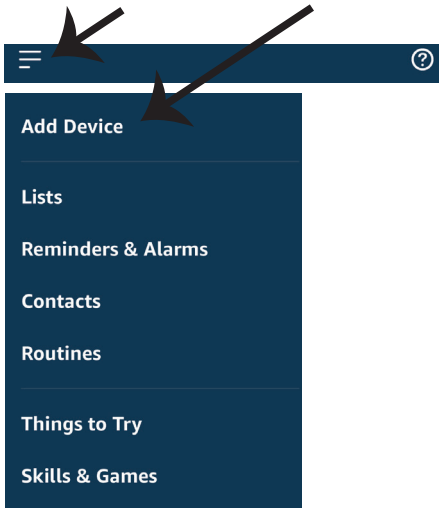 ?
Add Device
Lists
Reminders & Alarms
Contacts
Routines
Things to Try
Skills & Games